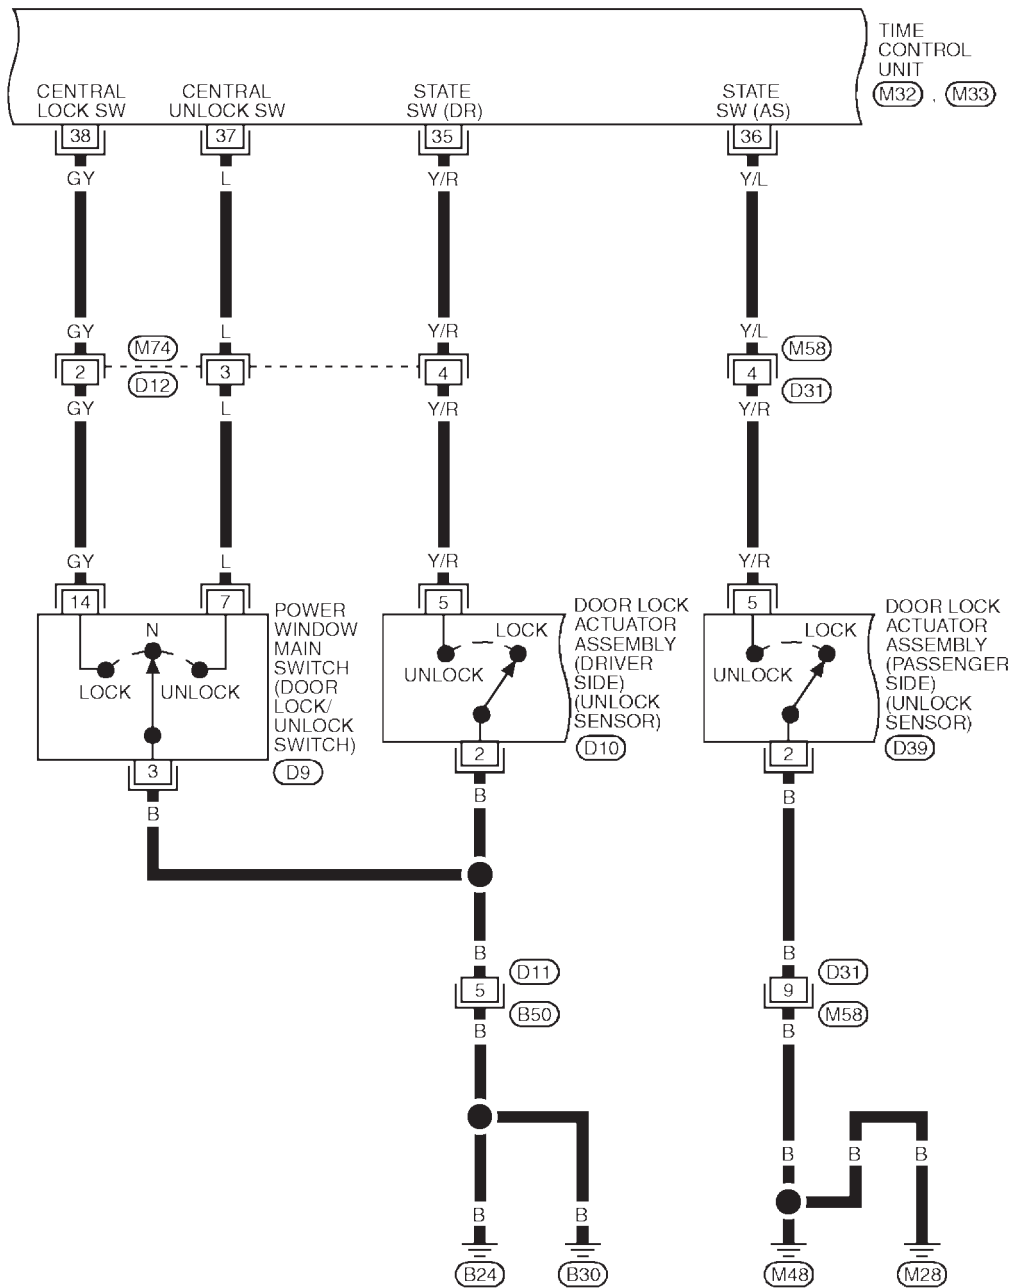 TIME
CONTROL
UNIT
M32 , M33
CENTRAL
LOCK SW
CENTRAL
UNLOCK SW
STATE
SW (DR)
STATE
SW (AS)
38
37
35
36
GY
L
Y/R
Y/L
GY
L
Y/R
Y/L
M74
M58
2
3
4
4
D12
D31
GY
L
Y/R
Y/R
GY
L
Y/R
Y/R
14
7
5
5
POWER
WINDOW
MAIN
SWITCH
(DOOR
LOCK/
UNLOCK
SWITCH)
D9
N
LOCK
UNLOCK
DOOR LOCK
ACTUATOR
ASSEMBLY
(DRIVER
SIDE)
(UNLOCK
SENSOR)
D10
LOCK
UNLOCK
DOOR LOCK
ACTUATOR
ASSEMBLY
(PASSENGER
SIDE)
(UNLOCK
SENSOR)
D39
LOCK
UNLOCK
3
2
2
B
B
B
B
B
D11
D31
5
9
B50
M58
B
B
B
B
B
B
B
B24
B30
M48
M28